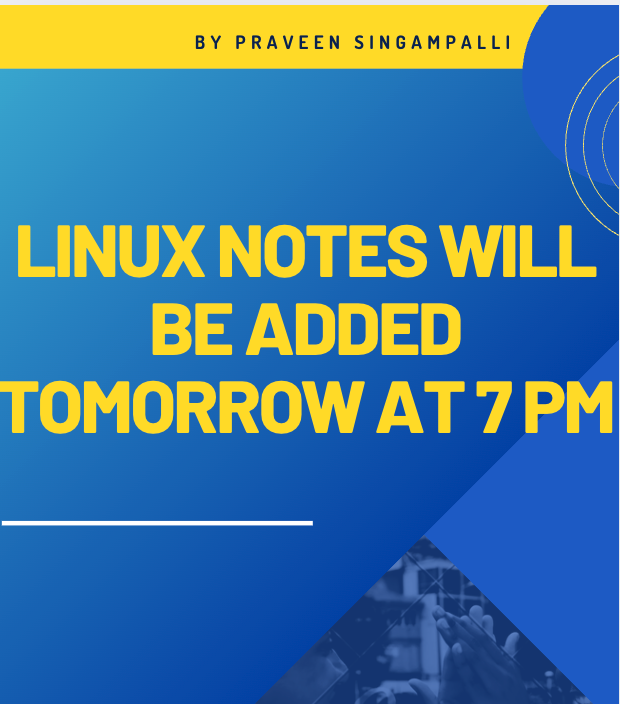 BY PRAVEEN SINGAMPALLI
LINUX NOTES WILL
BE ADDED
TOMORROW AT 7 PM